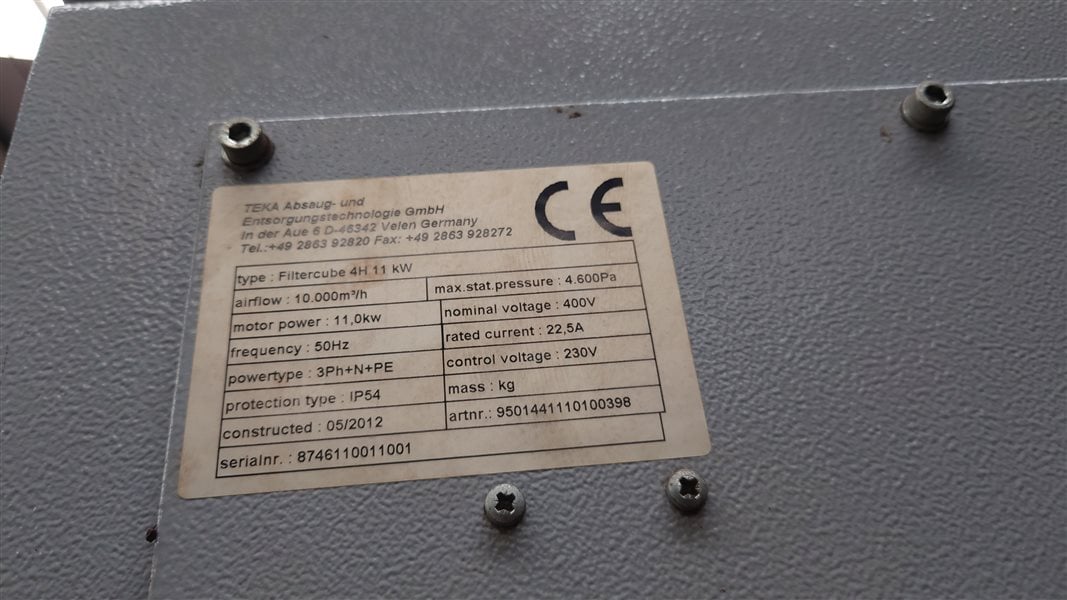 TEKA Absaug- und
Entsorgungstechnologie GmbH
In der Aue 6 D-46342 Velen Germany
Tel.:+49 2863 92820 Fax: +49 2863 928272
CE
type : Filtercube 4H 11 kW
airflow : 10.000m³/h
max.stat.pressure : 4.600Pa
motor power : 11,0kw
nominal voltage : 400V
frequency : 50Hz
rated current : 22,5A
powertype : 3Ph+N+PE
control voltage : 230V
protection type : IP54
mass : kg
constructed : 05/2012
artnr.: 9501441110100398
serialnr. : 8746110011001